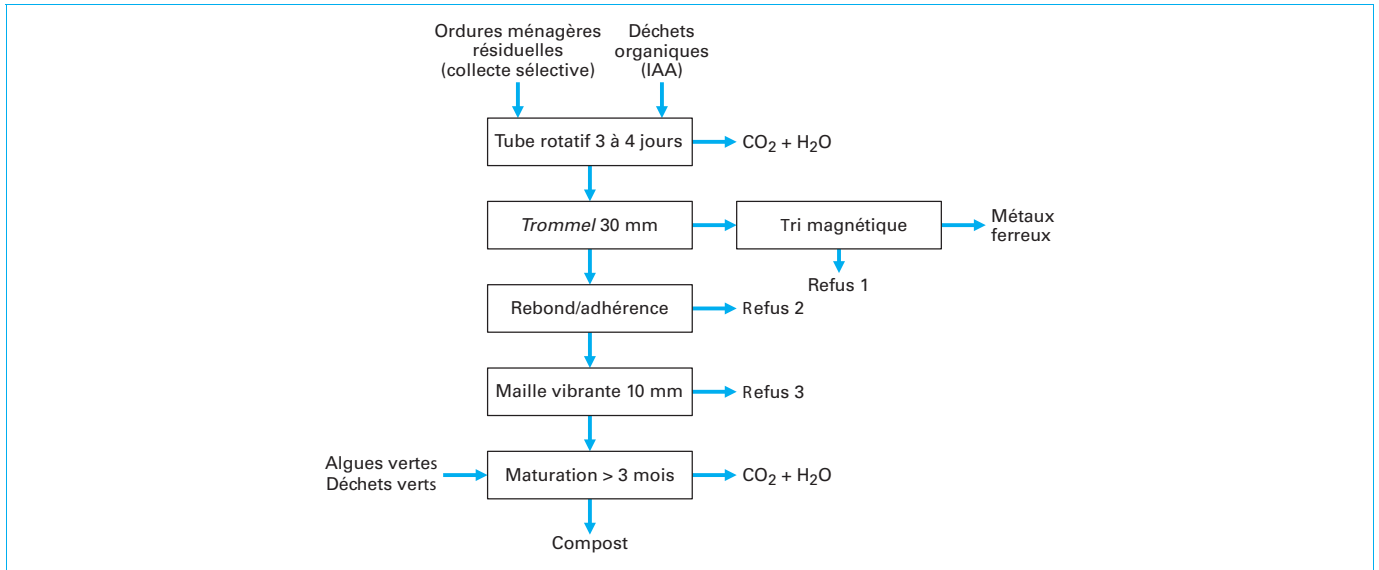 Ordures ménagères
résiduelles
(collecte sélective)
Déchets
organiques
(IAA)
Tube rotatif 3 à 4 jours
CO₂ + H₂O
Trommel 30 mm
Tri magnétique
Métaux
ferreux
Refus 1
Rebond/adhérence
Refus 2
Maille vibrante 10 mm
Refus 3
Algues vertes
Déchets verts
Maturation > 3 mois
CO₂ + H₂O
Compost